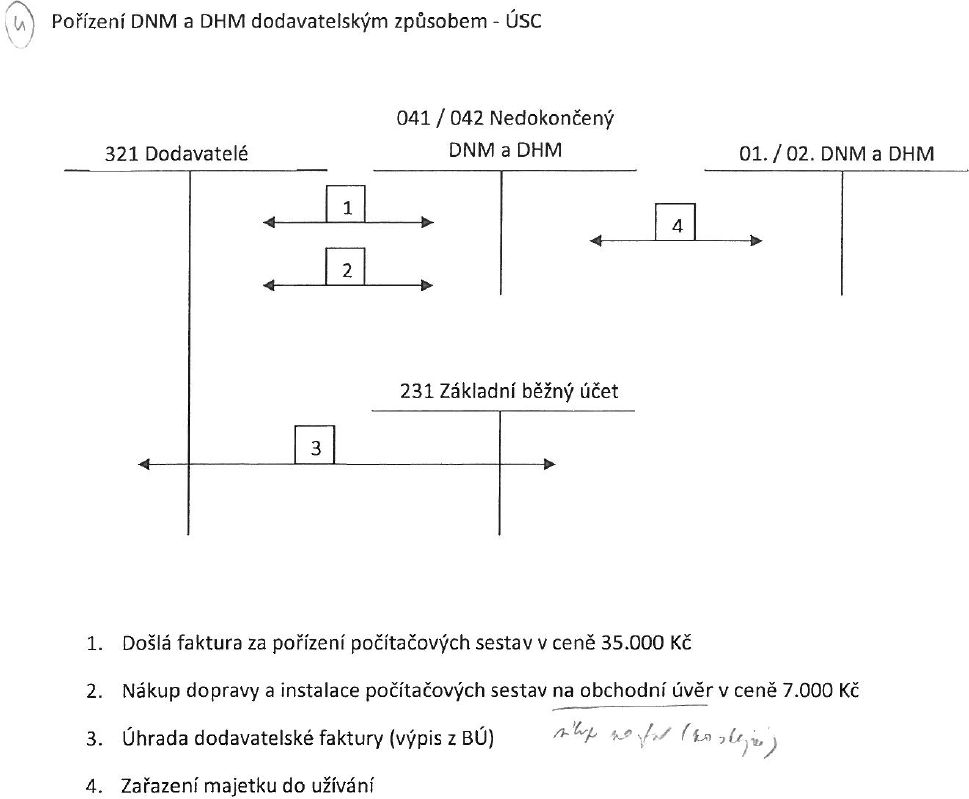 4 Pořízení DNM a DHM dodavatelským způsobem - ÚSC
041 / 042 Nedokončený
321 Dodavatelé DNM a DHM 01. / 02. DNM a DHM
1
4
2
231 Základní běžný účet
3
1. Došlá faktura za pořízení počítačových sestav v ceně 35.000 Kč
2. Nákup dopravy a instalace počítačových sestav na obchodní úvěr v ceně 7.000 Kč
3. Úhrada dodavatelské faktury (výpis z BÚ)
4. Zařazení majetku do užívání